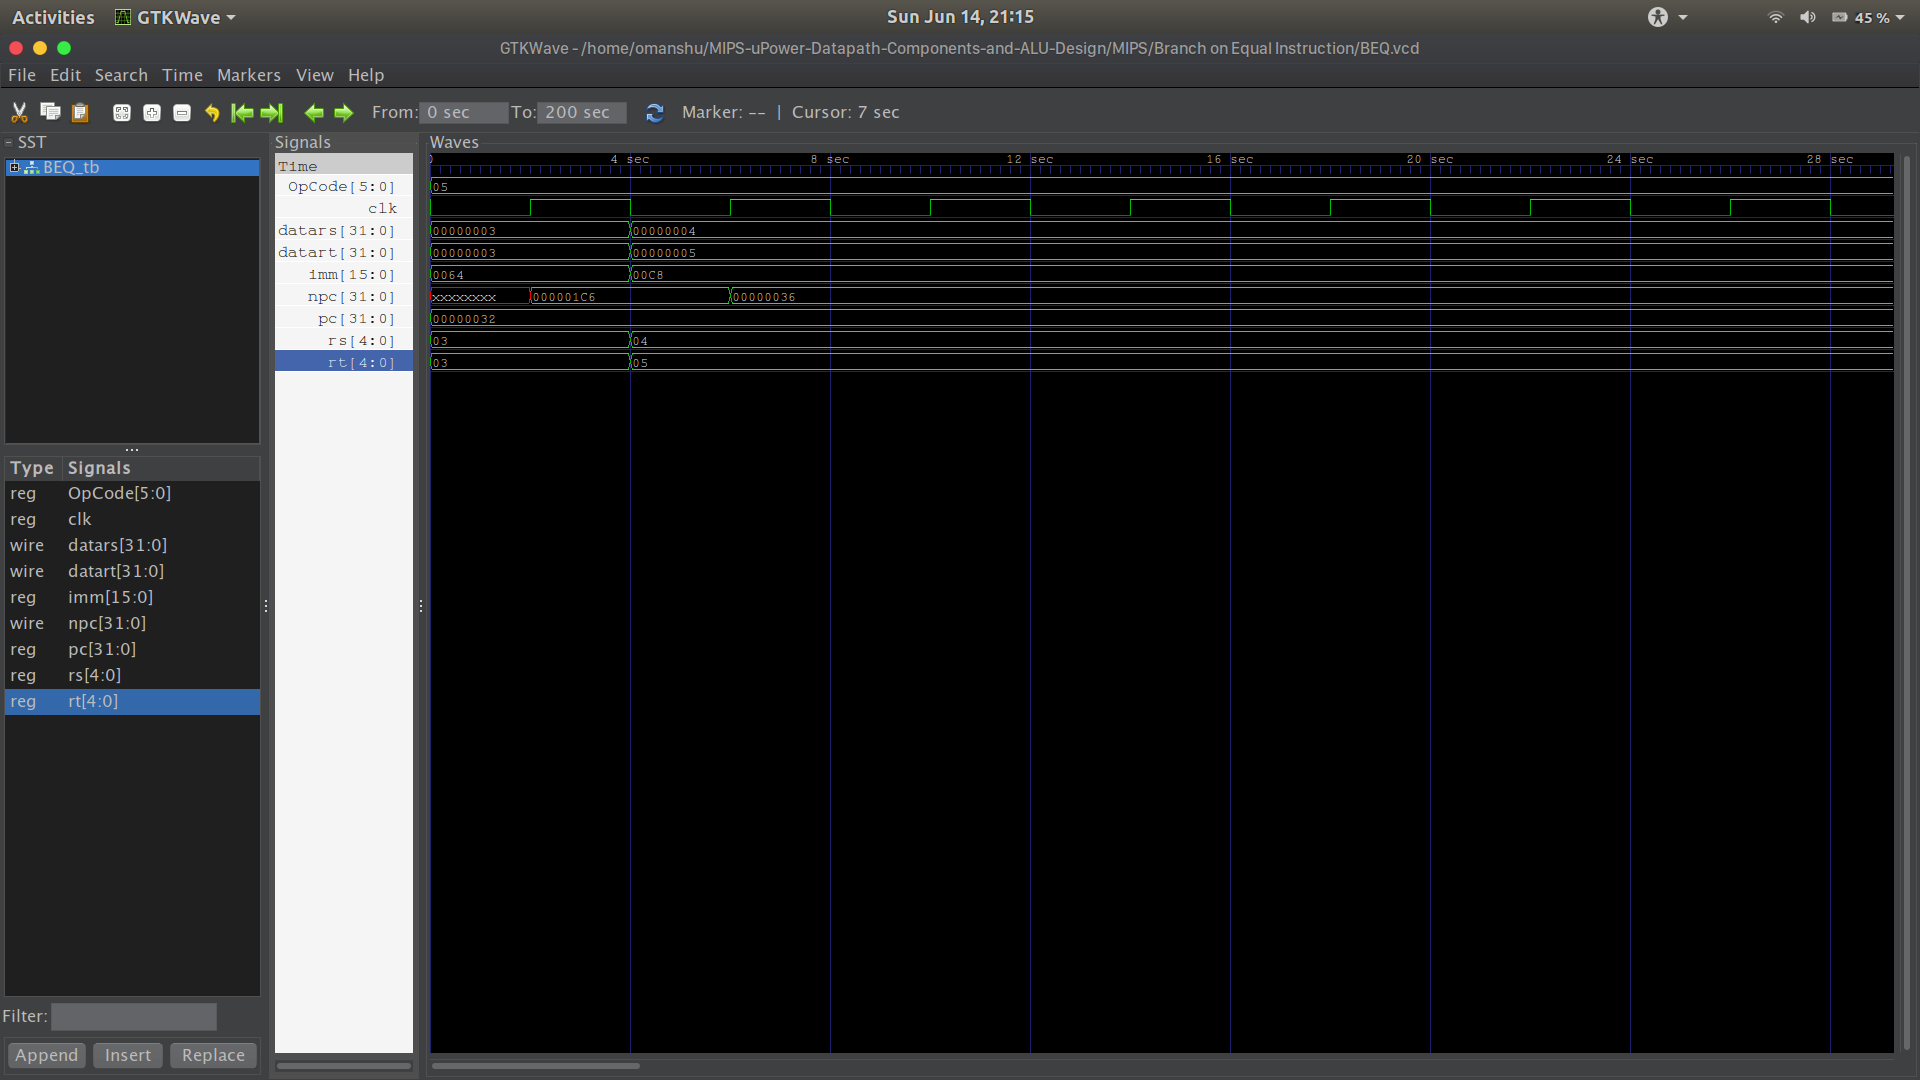 Activities GTKWave Sun Jun 14, 21:15 45 %
GTKWave - /home/omanshu/MIPS-uPower-Datapath-Components-and-ALU-Design/MIPS/Branch on Equal Instruction/BEQ.vcd
File Edit Search Time Markers View Help
From: 0 sec To: 200 sec Marker: -- | Cursor: 7 sec
SST
BEQ_tb
Type Signals
reg OpCode[5:0]
reg clk
wire datars[31:0]
wire datart[31:0]
reg imm[15:0]
wire npc[31:0]
reg pc[31:0]
reg rs[4:0]
reg rt[4:0]
Filter:
Append Insert Replace
Signals
Time
OpCode[5:0]
clk
datars[31:0]
datart[31:0]
imm[15:0]
npc[31:0]
pc[31:0]
rs[4:0]
rt[4:0]
Waves
0 4 sec 8 sec 12 sec 16 sec 20 sec 24 sec 28 sec
05
00000003 00000004
00000003 00000005
0064 00C8
xxxxxxxx 000001C6 00000036
00000032
03 04
03 05